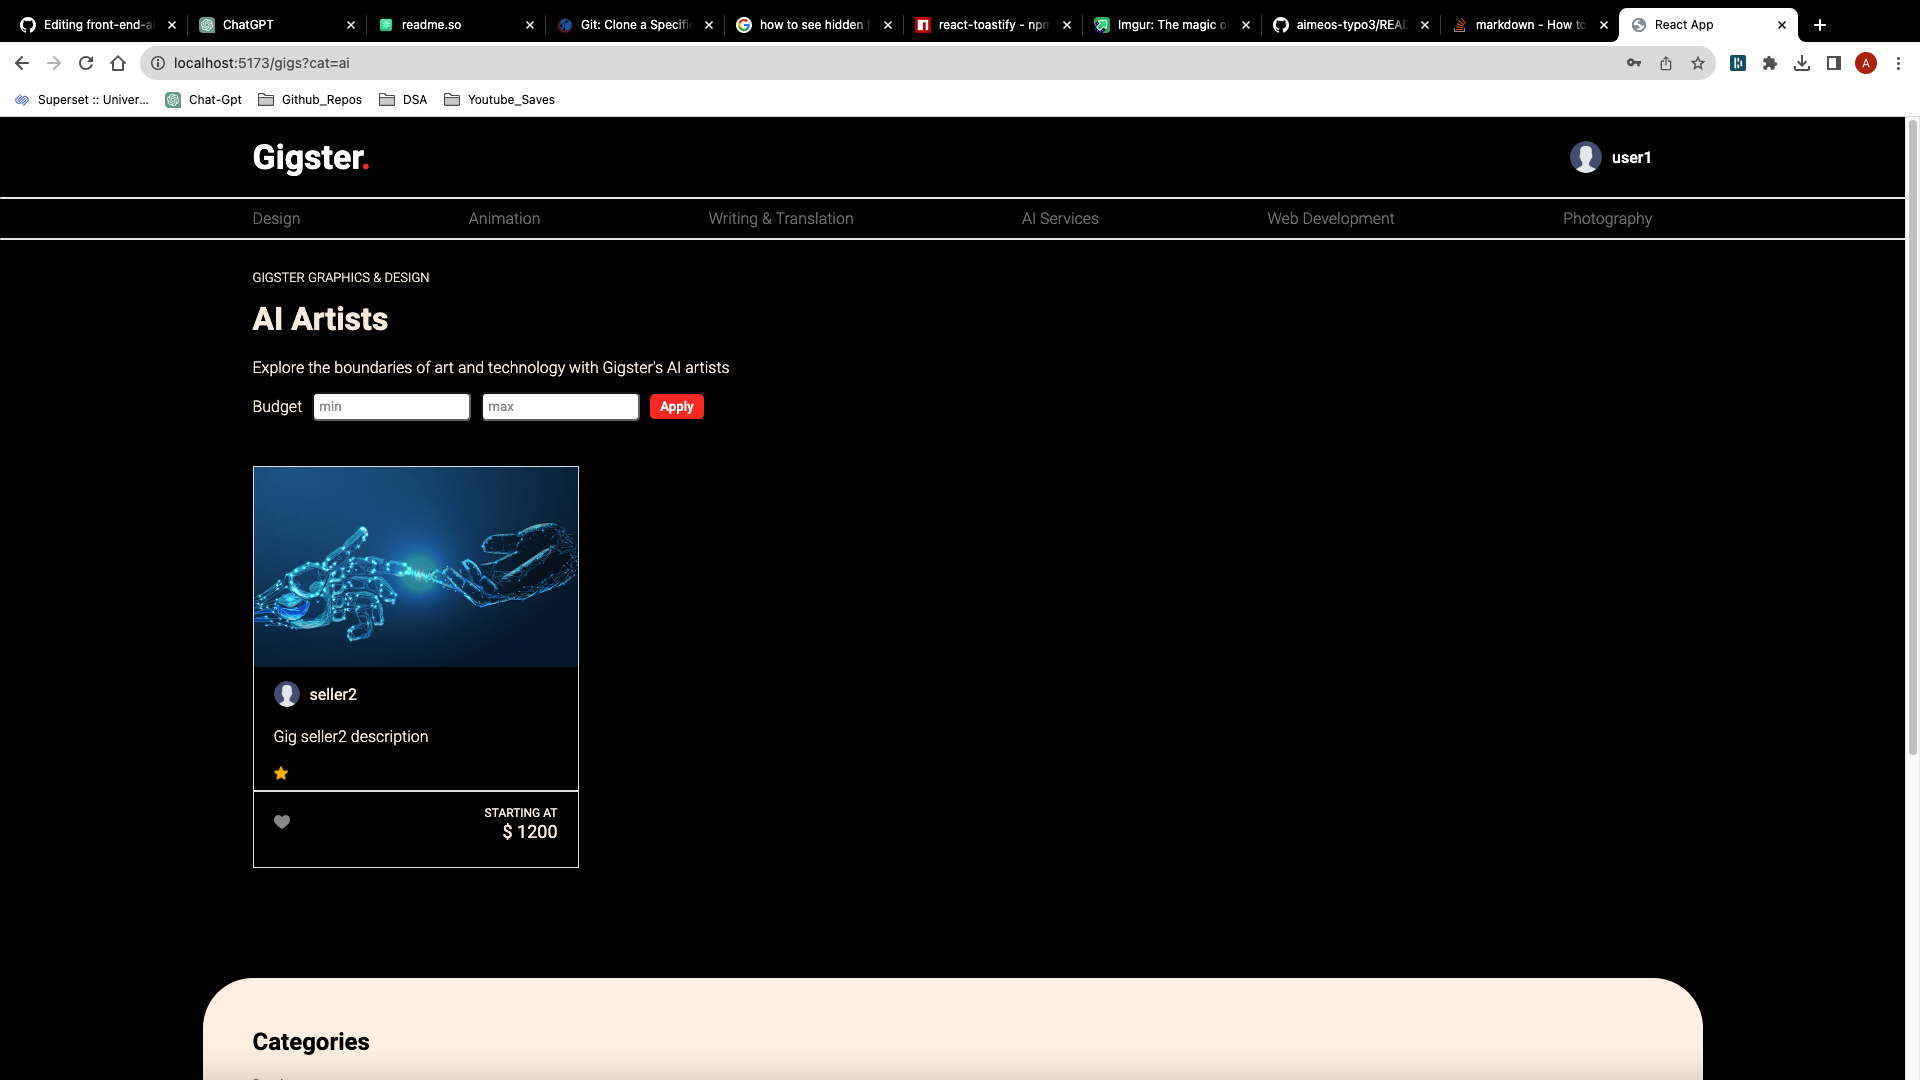 Editing front-end-a
ChatGPT
readme.so
Git: Clone a Specifi
how to see hidden f
react-toastify - npm
Imgur: The magic o
aimeos-typo3/REA
markdown - How to
React App
localhost:5173/gigs?cat=ai
A
Superset :: Univer...
Chat-Gpt
Github_Repos
DSA
Youtube_Saves
Gigster.
user1
Design
Animation
Writing & Translation
AI Services
Web Development
Photography
GIGSTER GRAPHICS & DESIGN
AI Artists
Explore the boundaries of art and technology with Gigster's AI artists
Budget
min
max
Apply
seller2
Gig seller2 description
STARTING AT
$ 1200
Categories